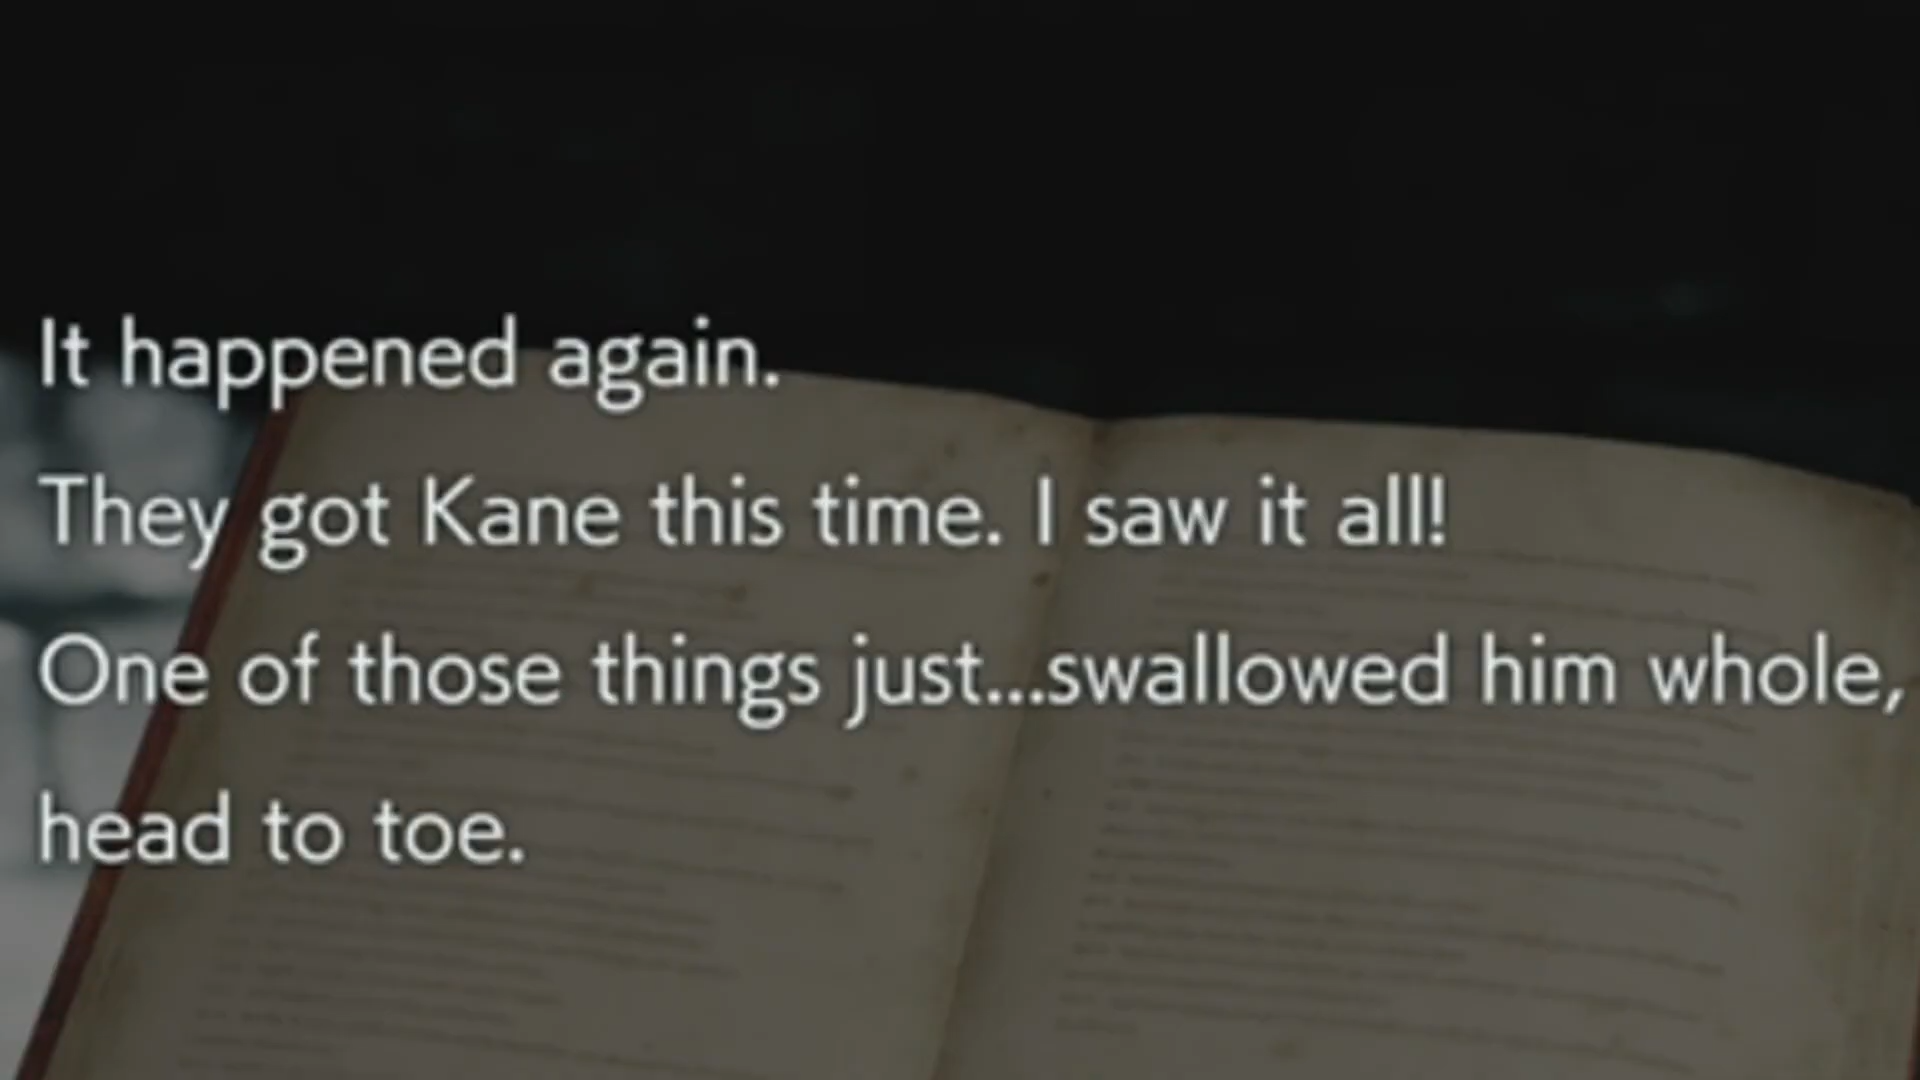 It happened again.
They got Kane this time. I saw it all!
One of those things just...swallowed him whole,
head to toe.